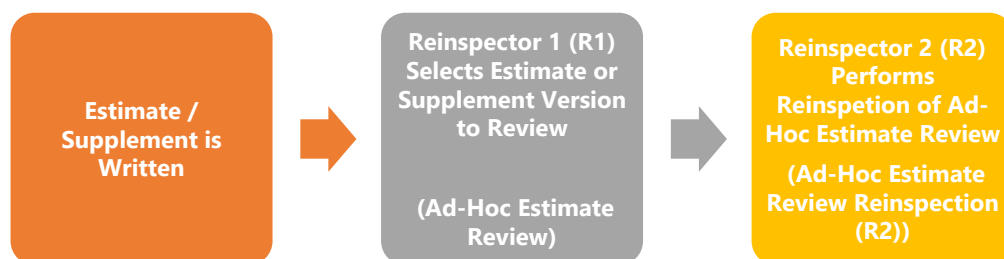 Estimate /
Supplement is
Written
Reinspector 1 (R1)
Selects Estimate or
Supplement Version
to Review
(Ad-Hoc Estimate
Review)
Reinspector 2 (R2)
Performs
Reinspetion of Ad-
Hoc Estimate Review
(Ad-Hoc Estimate
Review Reinspection
(R2))